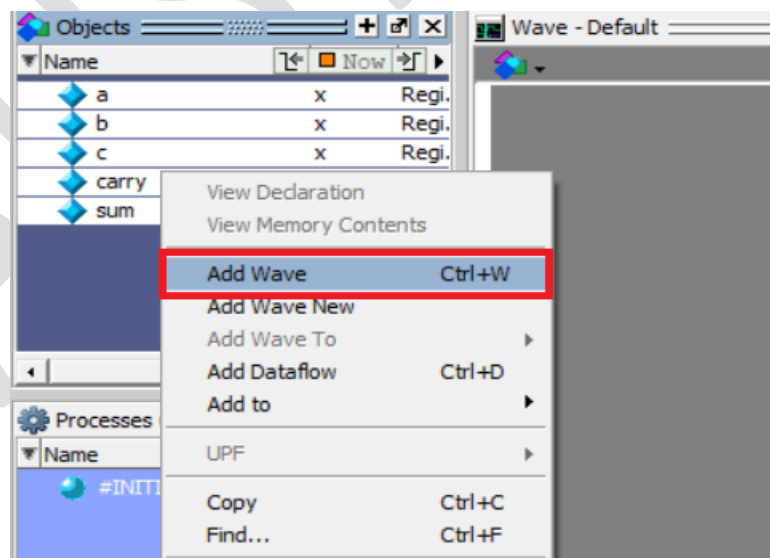 Objects
Wave - Default
Name Now
a x Regi.
b x Regi.
c x Regi.
carry
sum
View Declaration
View Memory Contents
Add Wave Ctrl+W
Add Wave New
Add Wave To
Add Dataflow Ctrl+D
Add to
Processes
Name
UPF
#INITI
Copy Ctrl+C
Find... Ctrl+F